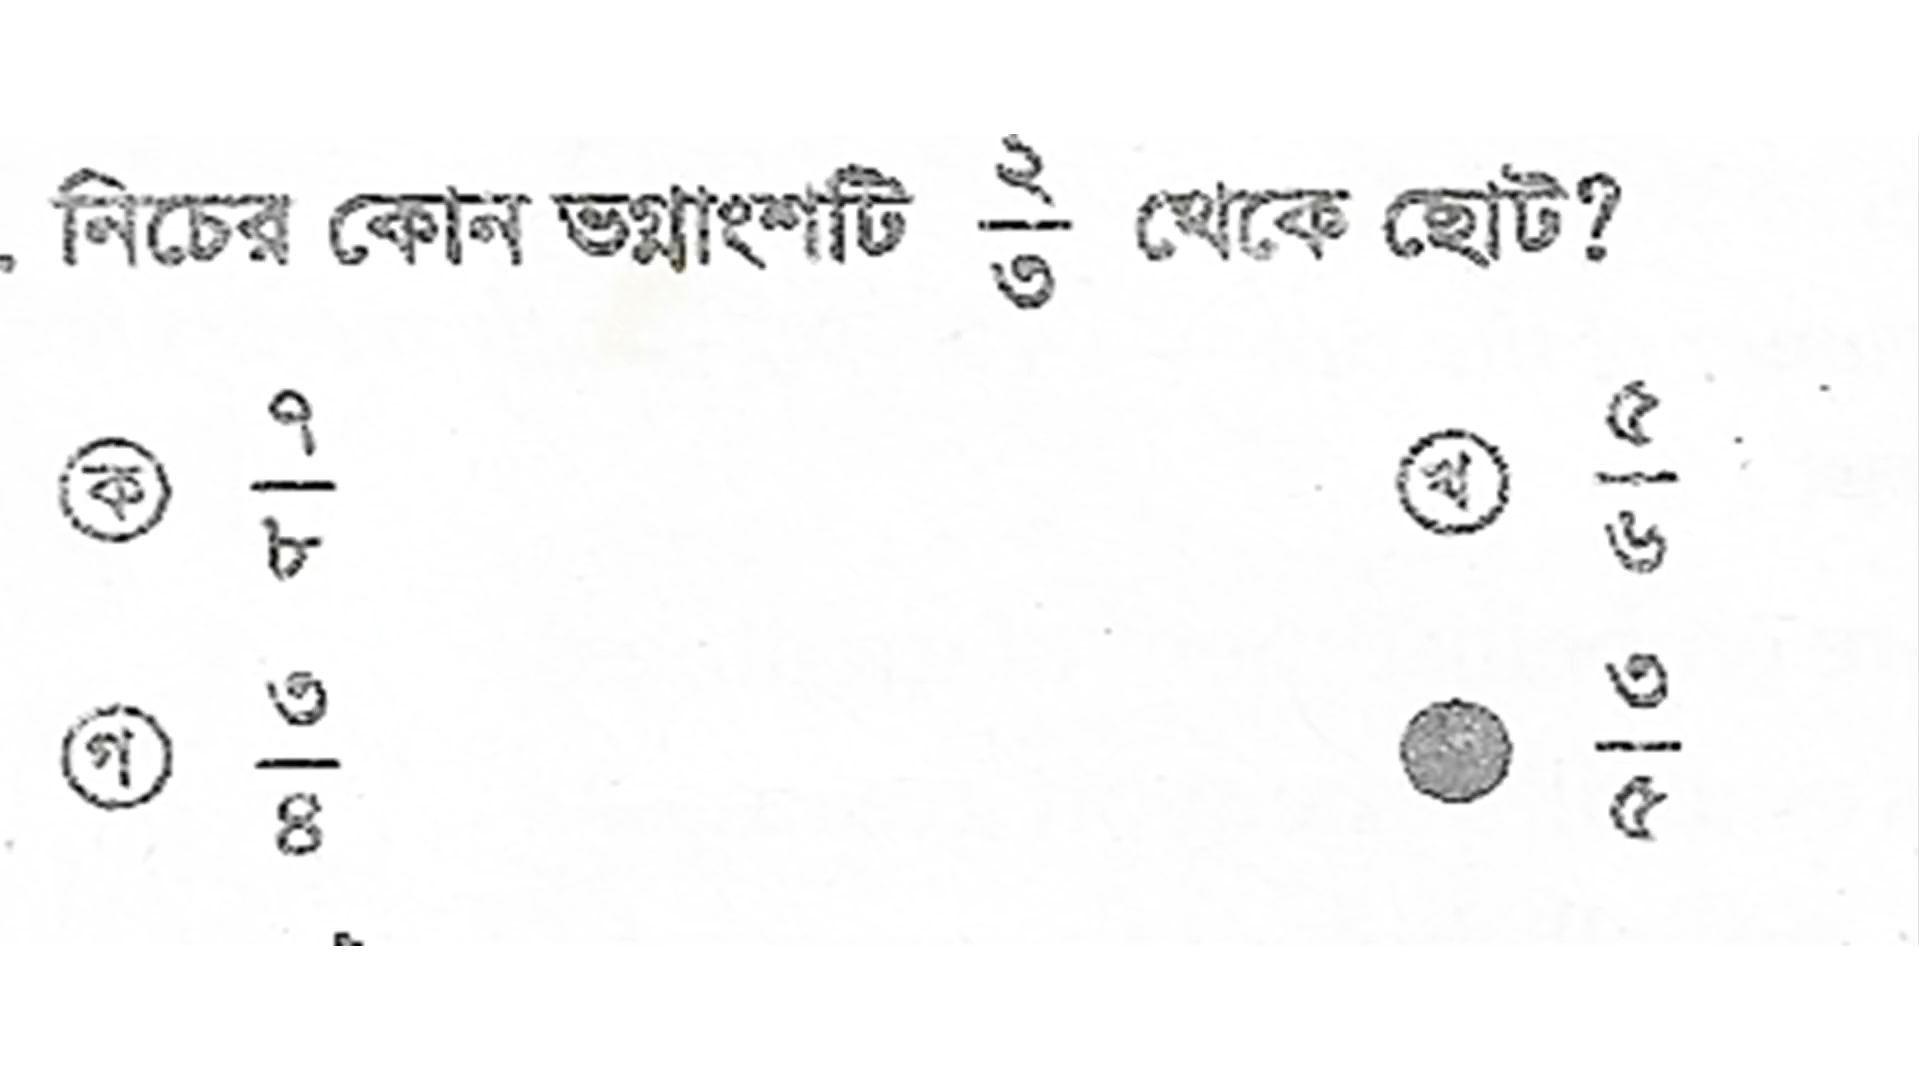 . নিচের কোন ভগ্নাংশটি ২/৩ থেকে ছোট?
ক ৭/৮ খ ৫/৬
গ ৩/৪ ৩/৫